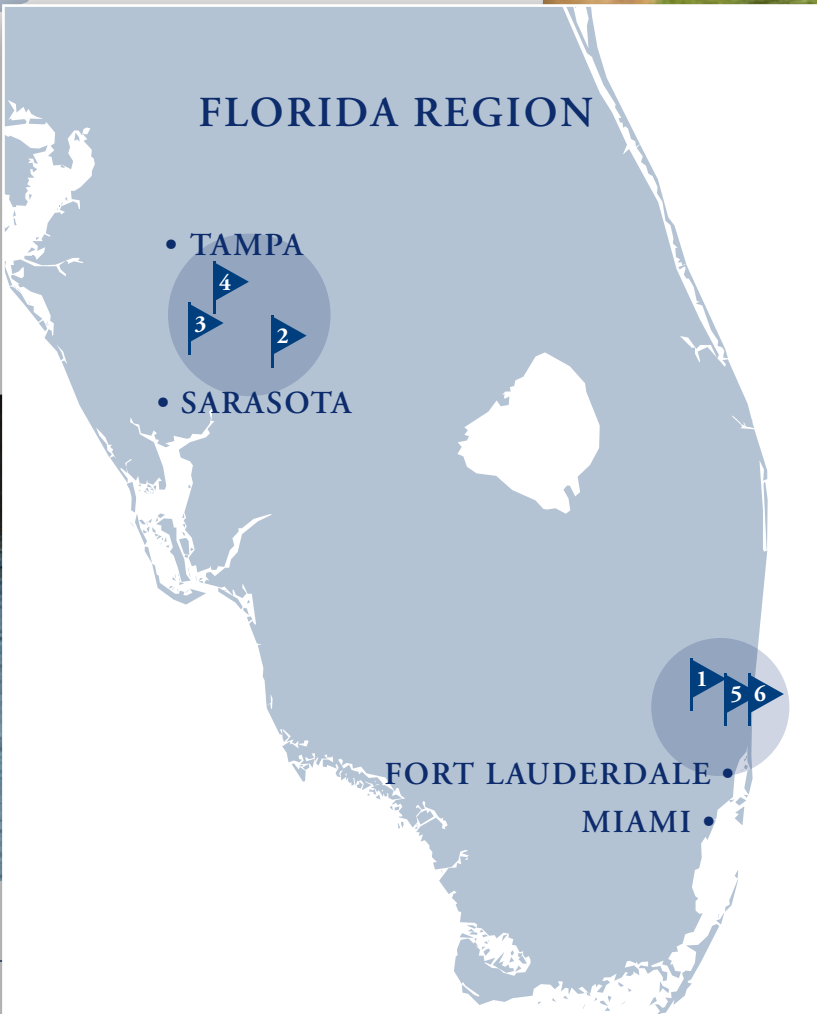 FLORIDA REGION
• TAMPA
4
3
2
• SARASOTA
1
5
6
FORT LAUDERDALE •
MIAMI •